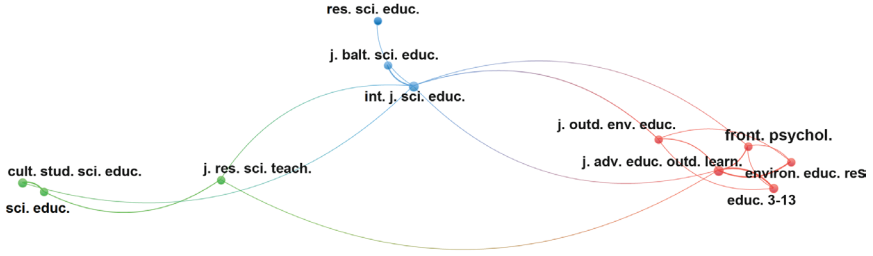 res. sci. educ.
j. balt. sci. educ.
int. j. sci. educ.
j. outd. env. educ.
front. psychol.
j. adv. educ. outd. learn.
environ. educ. res
cult. stud. sci. educ.
j. res. sci. teach.
educ. 3-13
sci. educ.